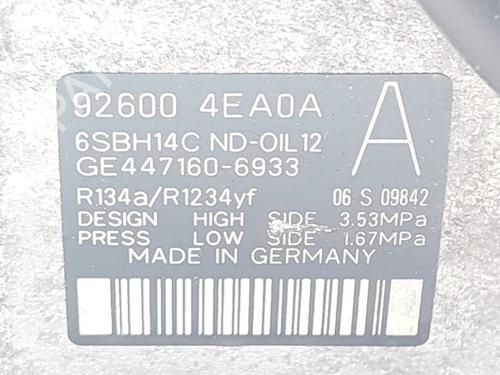 92600 4EA0A
A
6SBH14C ND-OIL12
GE447160-6933
R134a/R1234yf 06 S 09842
DESIGN HIGH SIDE 3.53MPa
PRESS LOW SIDE 1.67MPa
MADE IN GERMANY